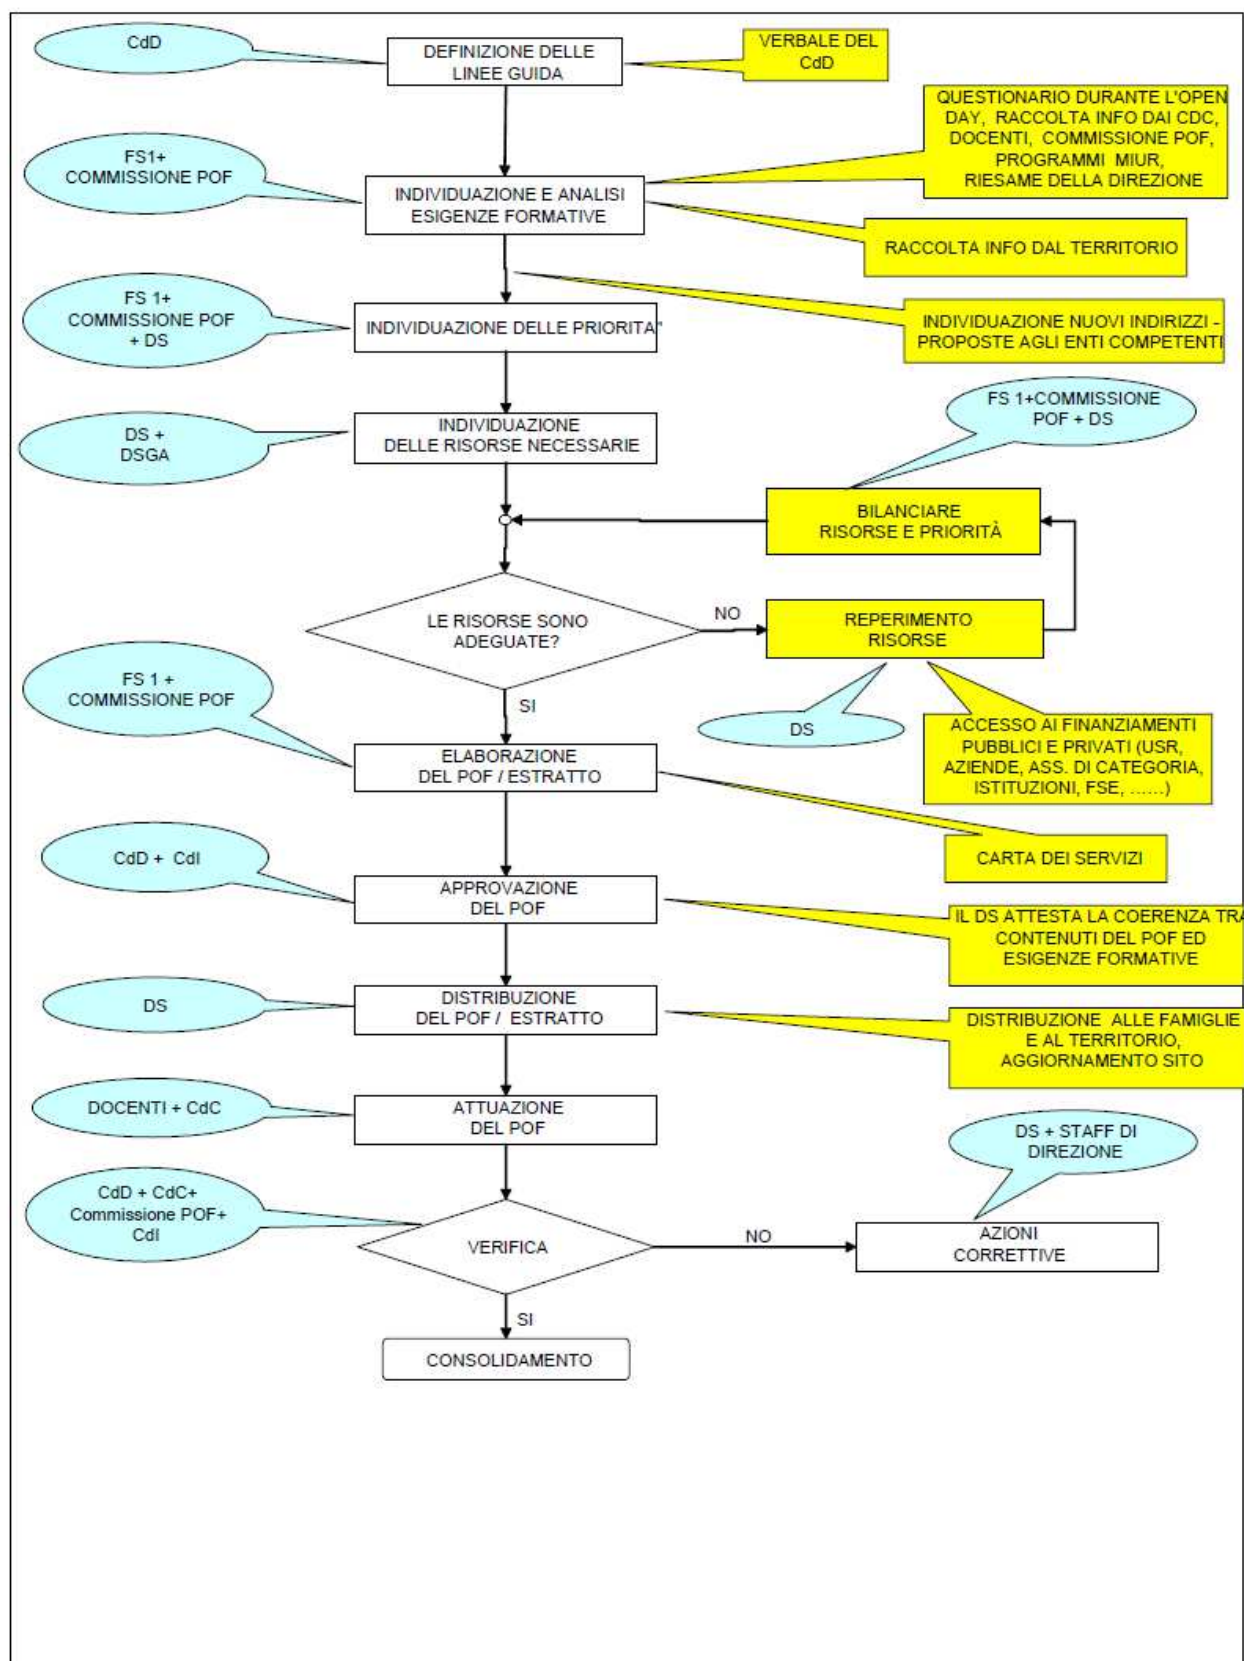 CdD
DEFINIZIONE DELLE
LINEE GUIDA
VERBALE DEL
CdD
QUESTIONARIO DURANTE L'OPEN
DAY, RACCOLTA INFO DAI CDC,
DOCENTI, COMMISSIONE POF,
PROGRAMMI MIUR,
RIESAME DELLA DIREZIONE
FS1+
COMMISSIONE POF
INDIVIDUAZIONE E ANALISI
ESIGENZE FORMATIVE
RACCOLTA INFO DAL TERRITORIO
FS 1+
COMMISSIONE POF
+ DS
INDIVIDUAZIONE DELLE PRIORITA"
INDIVIDUAZIONE NUOVI INDIRIZZI -
PROPOSTE AGLI ENTI COMPETENTI
FS 1+COMMISSIONE
POF + DS
DS +
DSGA
INDIVIDUAZIONE
DELLE RISORSE NECESSARIE
BILANCIARE
RISORSE E PRIORITÀ
LE RISORSE SONO
ADEGUATE?
NO
REPERIMENTO
RISORSE
FS 1 +
COMMISSIONE POF
SI
DS
ACCESSO AI FINANZIAMENTI
PUBBLICI E PRIVATI (USR,
AZIENDE, ASS. DI CATEGORIA,
ISTITUZIONI, FSE, ......)
ELABORAZIONE
DEL POF / ESTRATTO
CARTA DEI SERVIZI
CdD + CdI
APPROVAZIONE
DEL POF
IL DS ATTESTA LA COERENZA TRA
CONTENUTI DEL POF ED
ESIGENZE FORMATIVE
DS
DISTRIBUZIONE
DEL POF / ESTRATTO
DISTRIBUZIONE ALLE FAMIGLIE
E AL TERRITORIO,
AGGIORNAMENTO SITO
DOCENTI + CdC
ATTUAZIONE
DEL POF
DS + STAFF DI
DIREZIONE
CdD + CdC+
Commissione POF+
CdI
VERIFICA
NO
AZIONI
CORRETTIVE
SI
CONSOLIDAMENTO